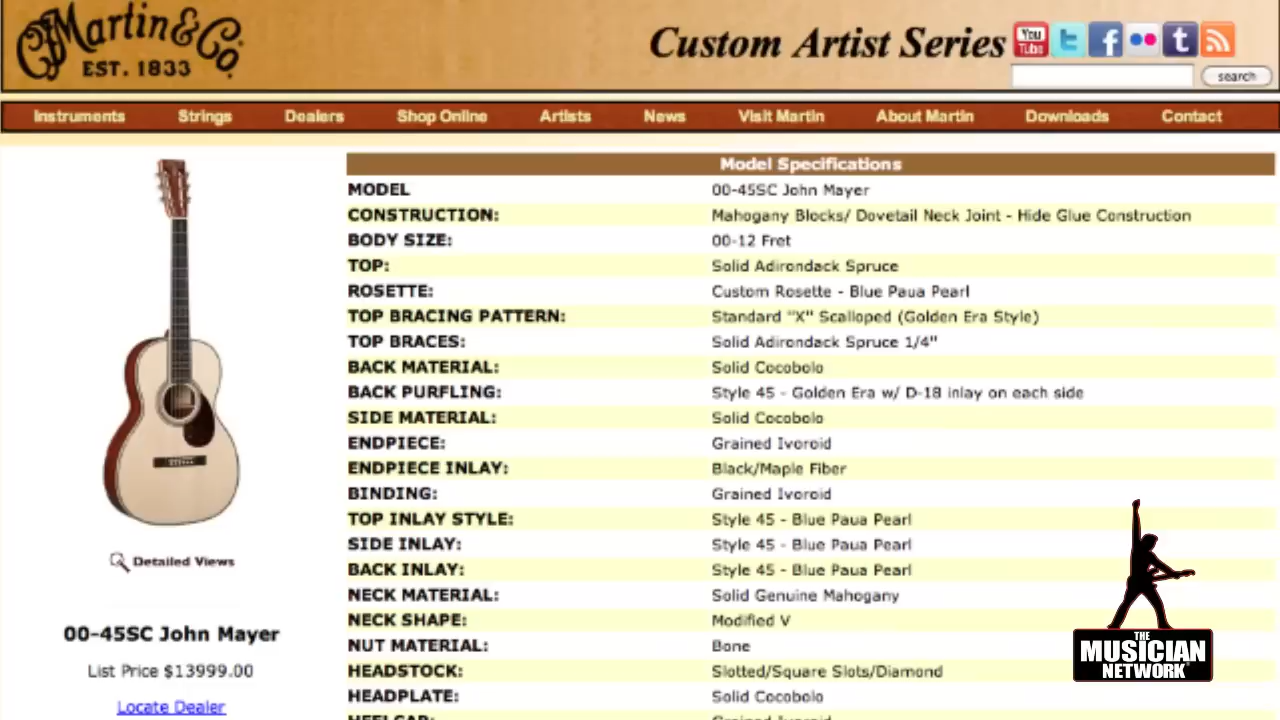 CF Martin & Co.
EST. 1833
Custom Artist Series
You
Tube
search
Instruments Strings Dealers Shop Online Artists News Visit Martin About Martin Downloads Contact
Model Specifications
MODEL 00-45SC John Mayer
CONSTRUCTION: Mahogany Blocks/ Dovetail Neck Joint - Hide Glue Construction
BODY SIZE: 00-12 Fret
TOP: Solid Adirondack Spruce
ROSETTE: Custom Rosette - Blue Paua Pearl
TOP BRACING PATTERN: Standard "X" Scalloped (Golden Era Style)
TOP BRACES: Solid Adirondack Spruce 1/4"
BACK MATERIAL: Solid Cocobolo
BACK PURFLING: Style 45 - Golden Era w/ D-18 inlay on each side
SIDE MATERIAL: Solid Cocobolo
ENDPIECE: Grained Ivoroid
ENDPIECE INLAY: Black/Maple Fiber
BINDING: Grained Ivoroid
TOP INLAY STYLE: Style 45 - Blue Paua Pearl
SIDE INLAY: Style 45 - Blue Paua Pearl
BACK INLAY: Style 45 - Blue Paua Pearl
NECK MATERIAL: Solid Genuine Mahogany
NECK SHAPE: Modified V
NUT MATERIAL: Bone
HEADSTOCK: Slotted/Square Slots/Diamond
HEADPLATE: Solid Cocobolo
HEELCAP: Grained Ivoroid
Detailed Views
00-45SC John Mayer
List Price $13999.00
Locate Dealer
THE
MUSICIAN
NETWORK